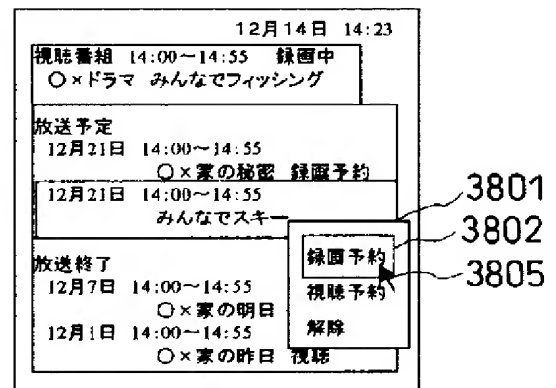 12月14日 14:23
視聴番組 14:00〜14:55 録画中
○×ドラマ みんなでフィッシング
放送予定
12月21日 14:00〜14:55
○×家の秘密 録画予約
12月21日 14:00〜14:55
みんなでスキー
録画予約
視聴予約
解除
放送終了
12月7日 14:00〜14:55
○×家の明日
12月1日 14:00〜14:55
○×家の昨日 視聴
3801
3802
3805